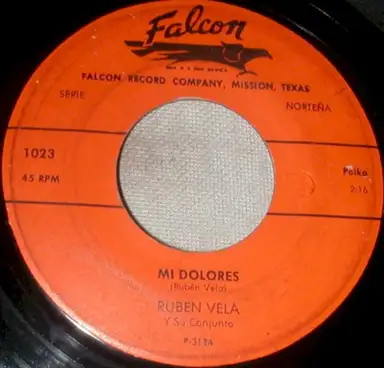 Falcon
FALCON RECORD COMPANY, MISSION, TEXAS
SERIE NORTEÑA
1023
45 RPM
Polka
2:16
MI DOLORES
(Rubén Vela)
RUBEN VELA
Y Su Conjunto